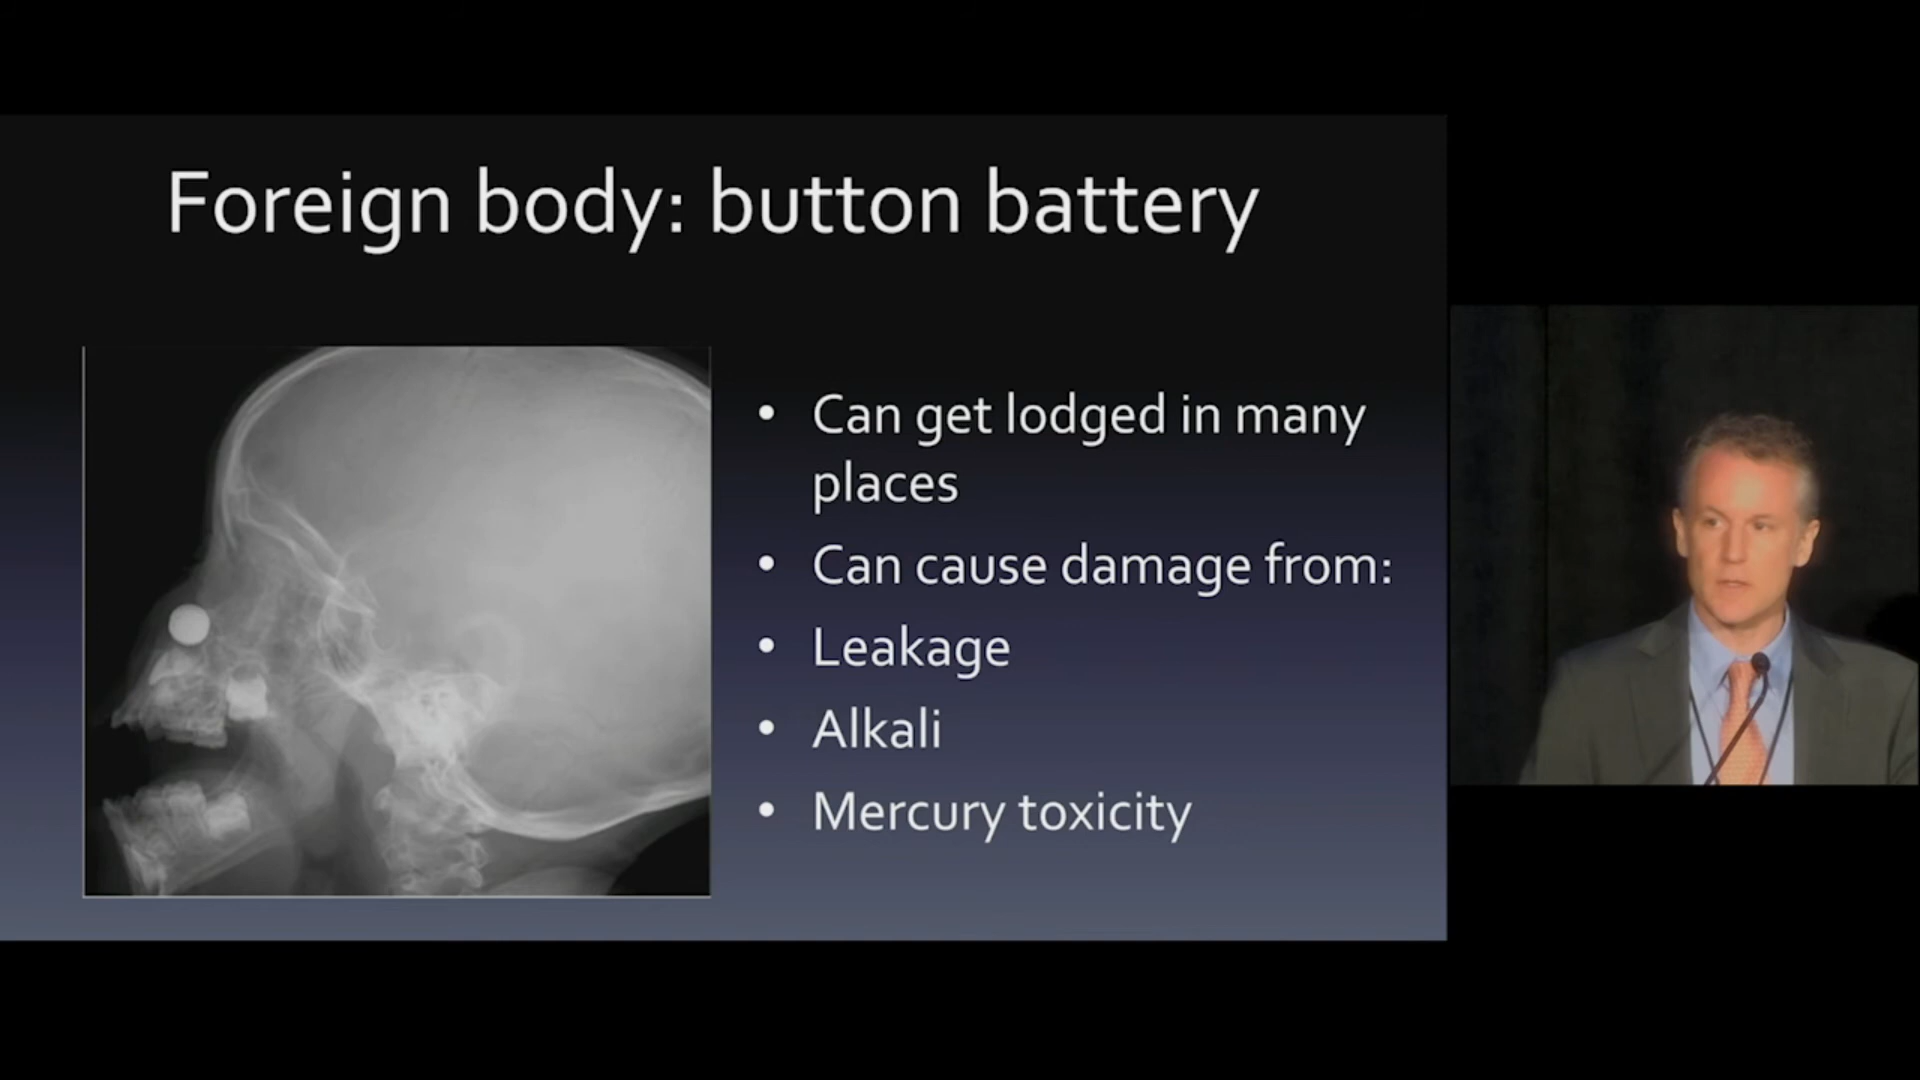 Foreign body: button battery
• Can get lodged in many
places
• Can cause damage from:
• Leakage
• Alkali
• Mercury toxicity